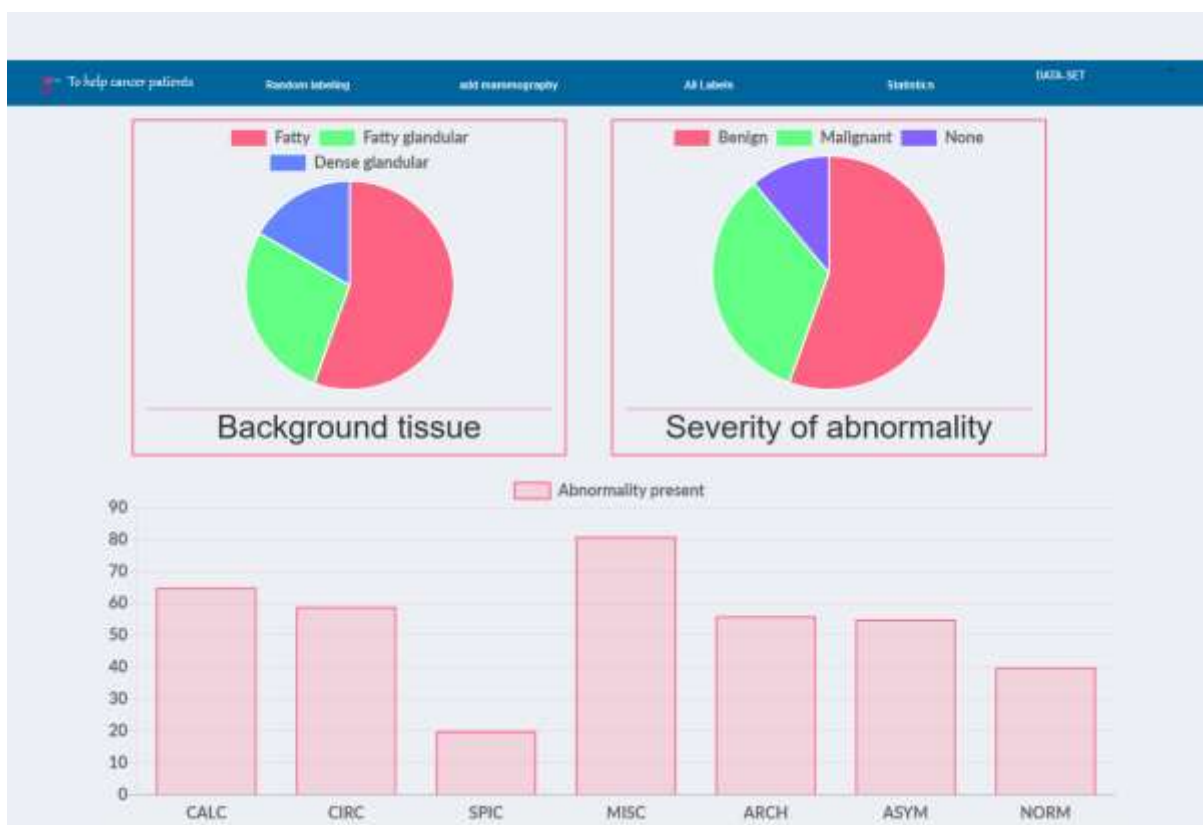 To help cancer patients
Random labeling
add mammography
All Labels
Statistics
DATA-SET
Fatty Fatty glandular
Dense glandular
Background tissue
Benign Malignant None
Severity of abnormality
Abnormality present
90
80
70
60
50
40
30
20
10
0
CALC CIRC SPIC MISC ARCH ASYM NORM